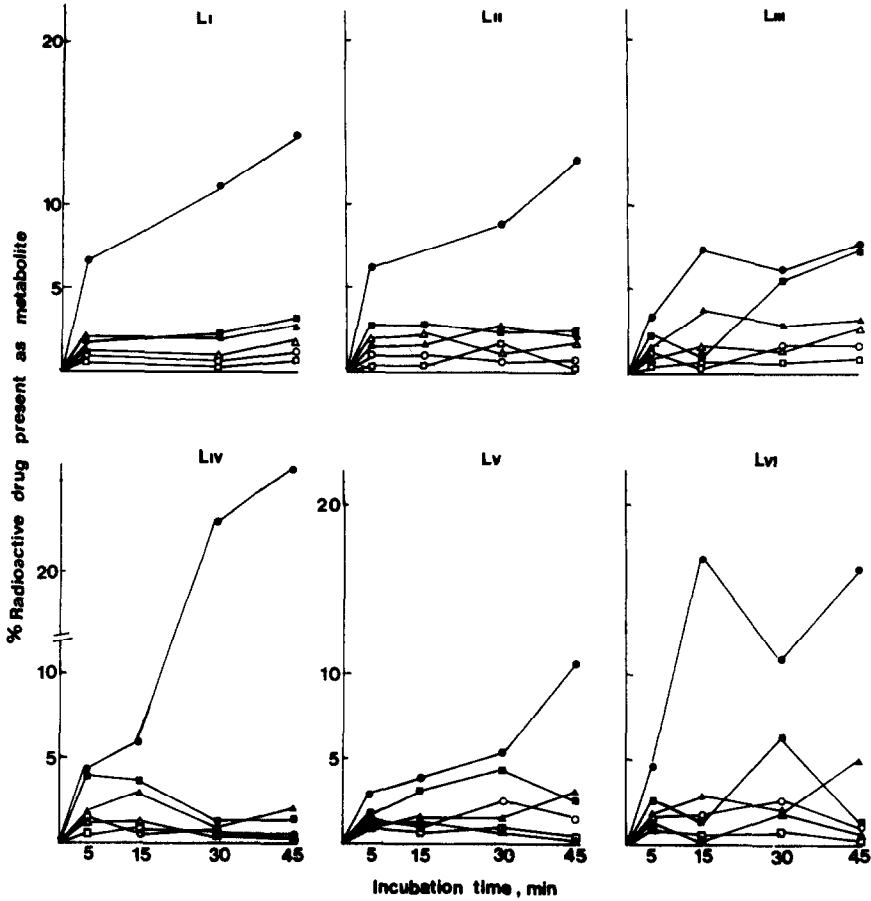 LI LII LIII
20
10
5
% Radioactive drug present as metabolite
LIV LV LVI
20
20
10
10
5
5
5 15 30 45 5 15 30 45 5 15 30 45
Incubation time, min